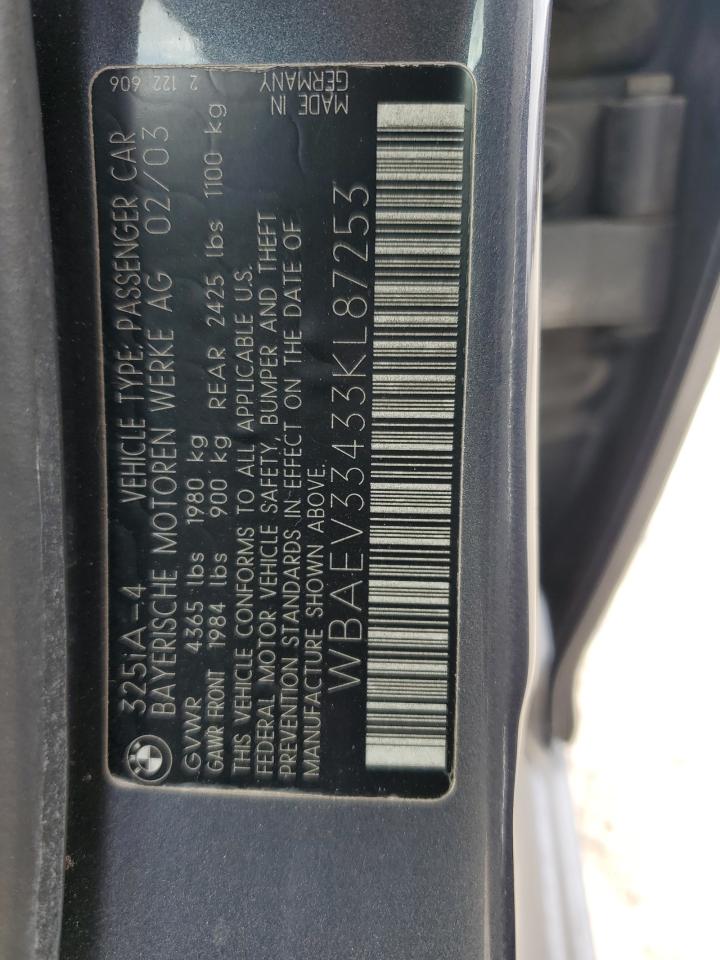 325iA-4 VEHICLE TYPE: PASSENGER CAR 2 122 606
BAYERISCHE MOTOREN WERKE AG 02/03
GVWR 4365 lbs 1980 kg
GAWR FRONT 1984 lbs 900 kg REAR 2425 lbs 1100 kg
THIS VEHICLE CONFORMS TO ALL APPLICABLE U.S.
FEDERAL MOTOR VEHICLE SAFETY, BUMPER AND THEFT
PREVENTION STANDARDS IN EFFECT ON THE DATE OF
MANUFACTURE SHOWN ABOVE.
MADE IN
GERMANY
WBAEV33433KL87253